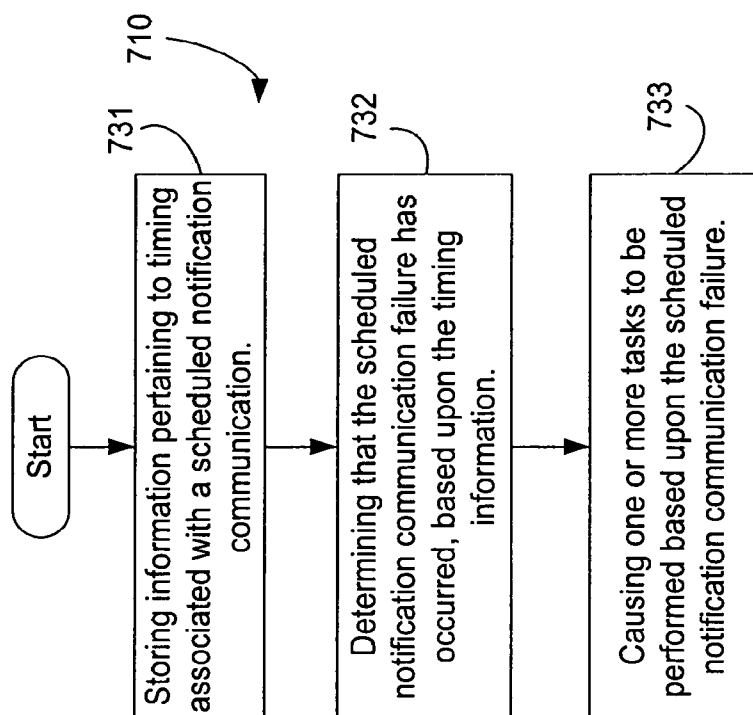 Start
710
731
Storing information pertaining to timing
associated with a scheduled notification
communication.
732
Determining that the scheduled
notification communication failure has
occurred, based upon the timing
information.
733
Causing one or more tasks to be
performed based upon the scheduled
notification communication failure.